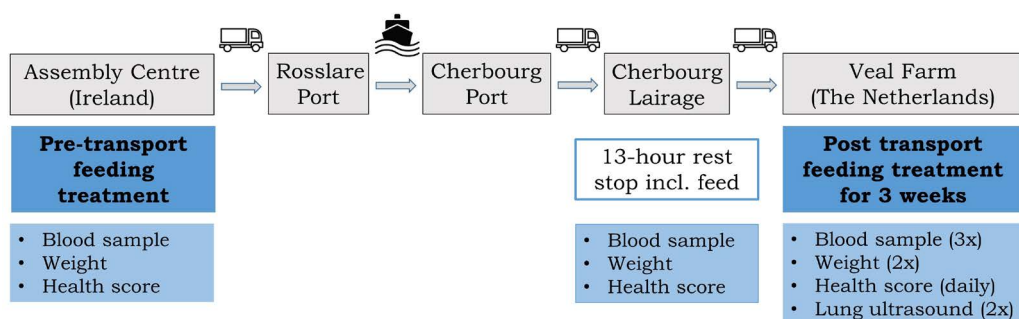 Assembly Centre
(Ireland)
Rosslare
Port
Cherbourg
Port
Cherbourg
Lairage
Veal Farm
(The Netherlands)
Pre-transport
feeding
treatment
13-hour rest
stop incl. feed
Post transport
feeding treatment
for 3 weeks
• Blood sample
• Weight
• Health score
• Blood sample
• Weight
• Health score
• Blood sample (3x)
• Weight (2x)
• Health score (daily)
• Lung ultrasound (2x)